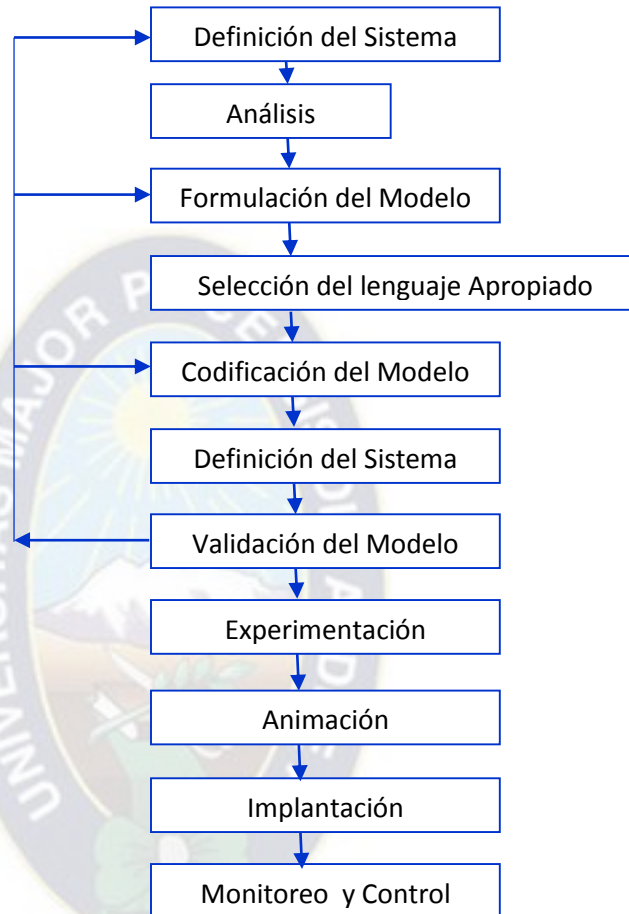 Definición del Sistema
Análisis
Formulación del Modelo
Selección del lenguaje Apropiado
Codificación del Modelo
Definición del Sistema
Validación del Modelo
Experimentación
Animación
Implantación
Monitoreo y Control